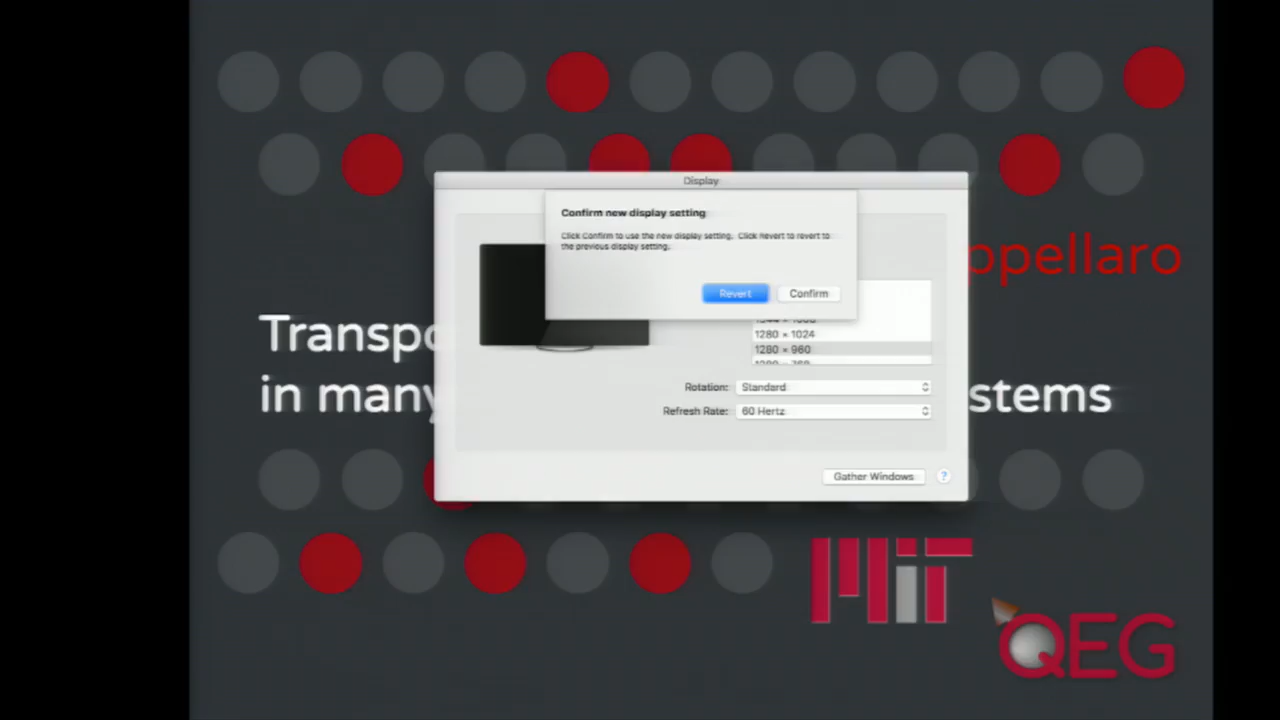 Display
Confirm new display setting
Click Confirm to use the new display setting. Click Revert to revert to
the previous display setting.
ppellaro
Revert
Confirm
Transpo
1280 × 1024
1280 × 960
Rotation: Standard
in many
stems
Refresh Rate: 60 Hertz
Gather Windows
?
MIT
QEG